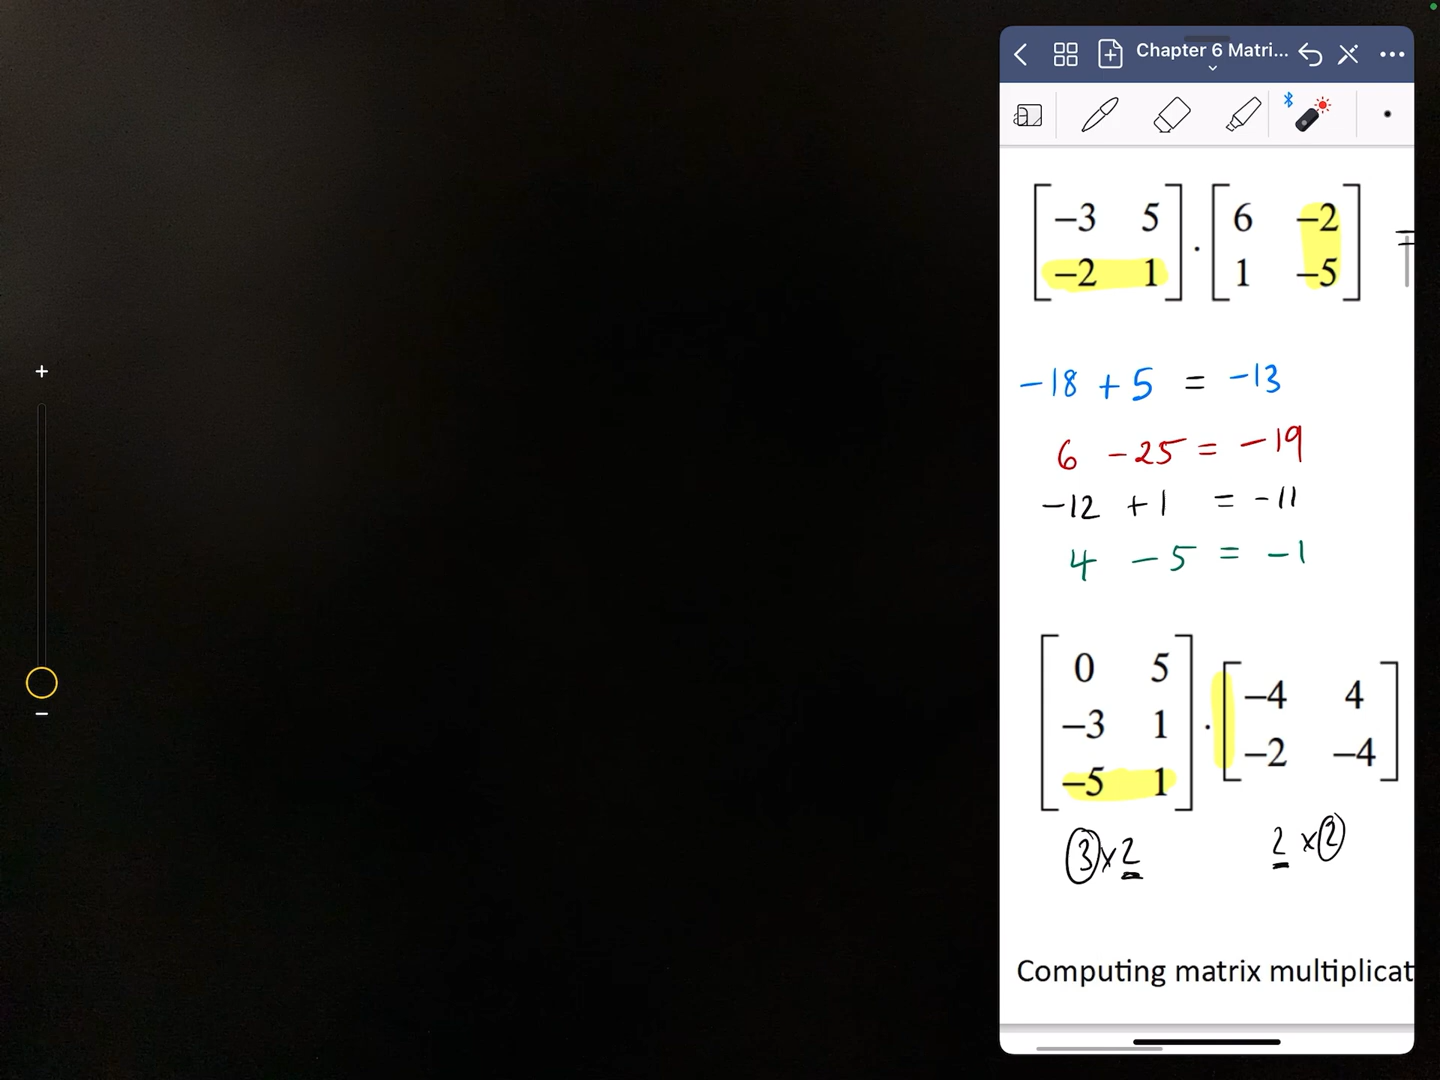 Chapter 6 Matri...
[ −3 5 ] · [ 6 −2 ] =
[ −2 1 ] [ 1 −5 ]
−18 + 5 = −13
6 − 25 = −19
−12 + 1 = −11
4 − 5 = −1
[ 0 5 ]
[ −3 1 ] · [ −4 4 ]
[ −5 1 ] [ −2 −4 ]
3 × 2 2 × 2
Computing matrix multiplicat
+
−